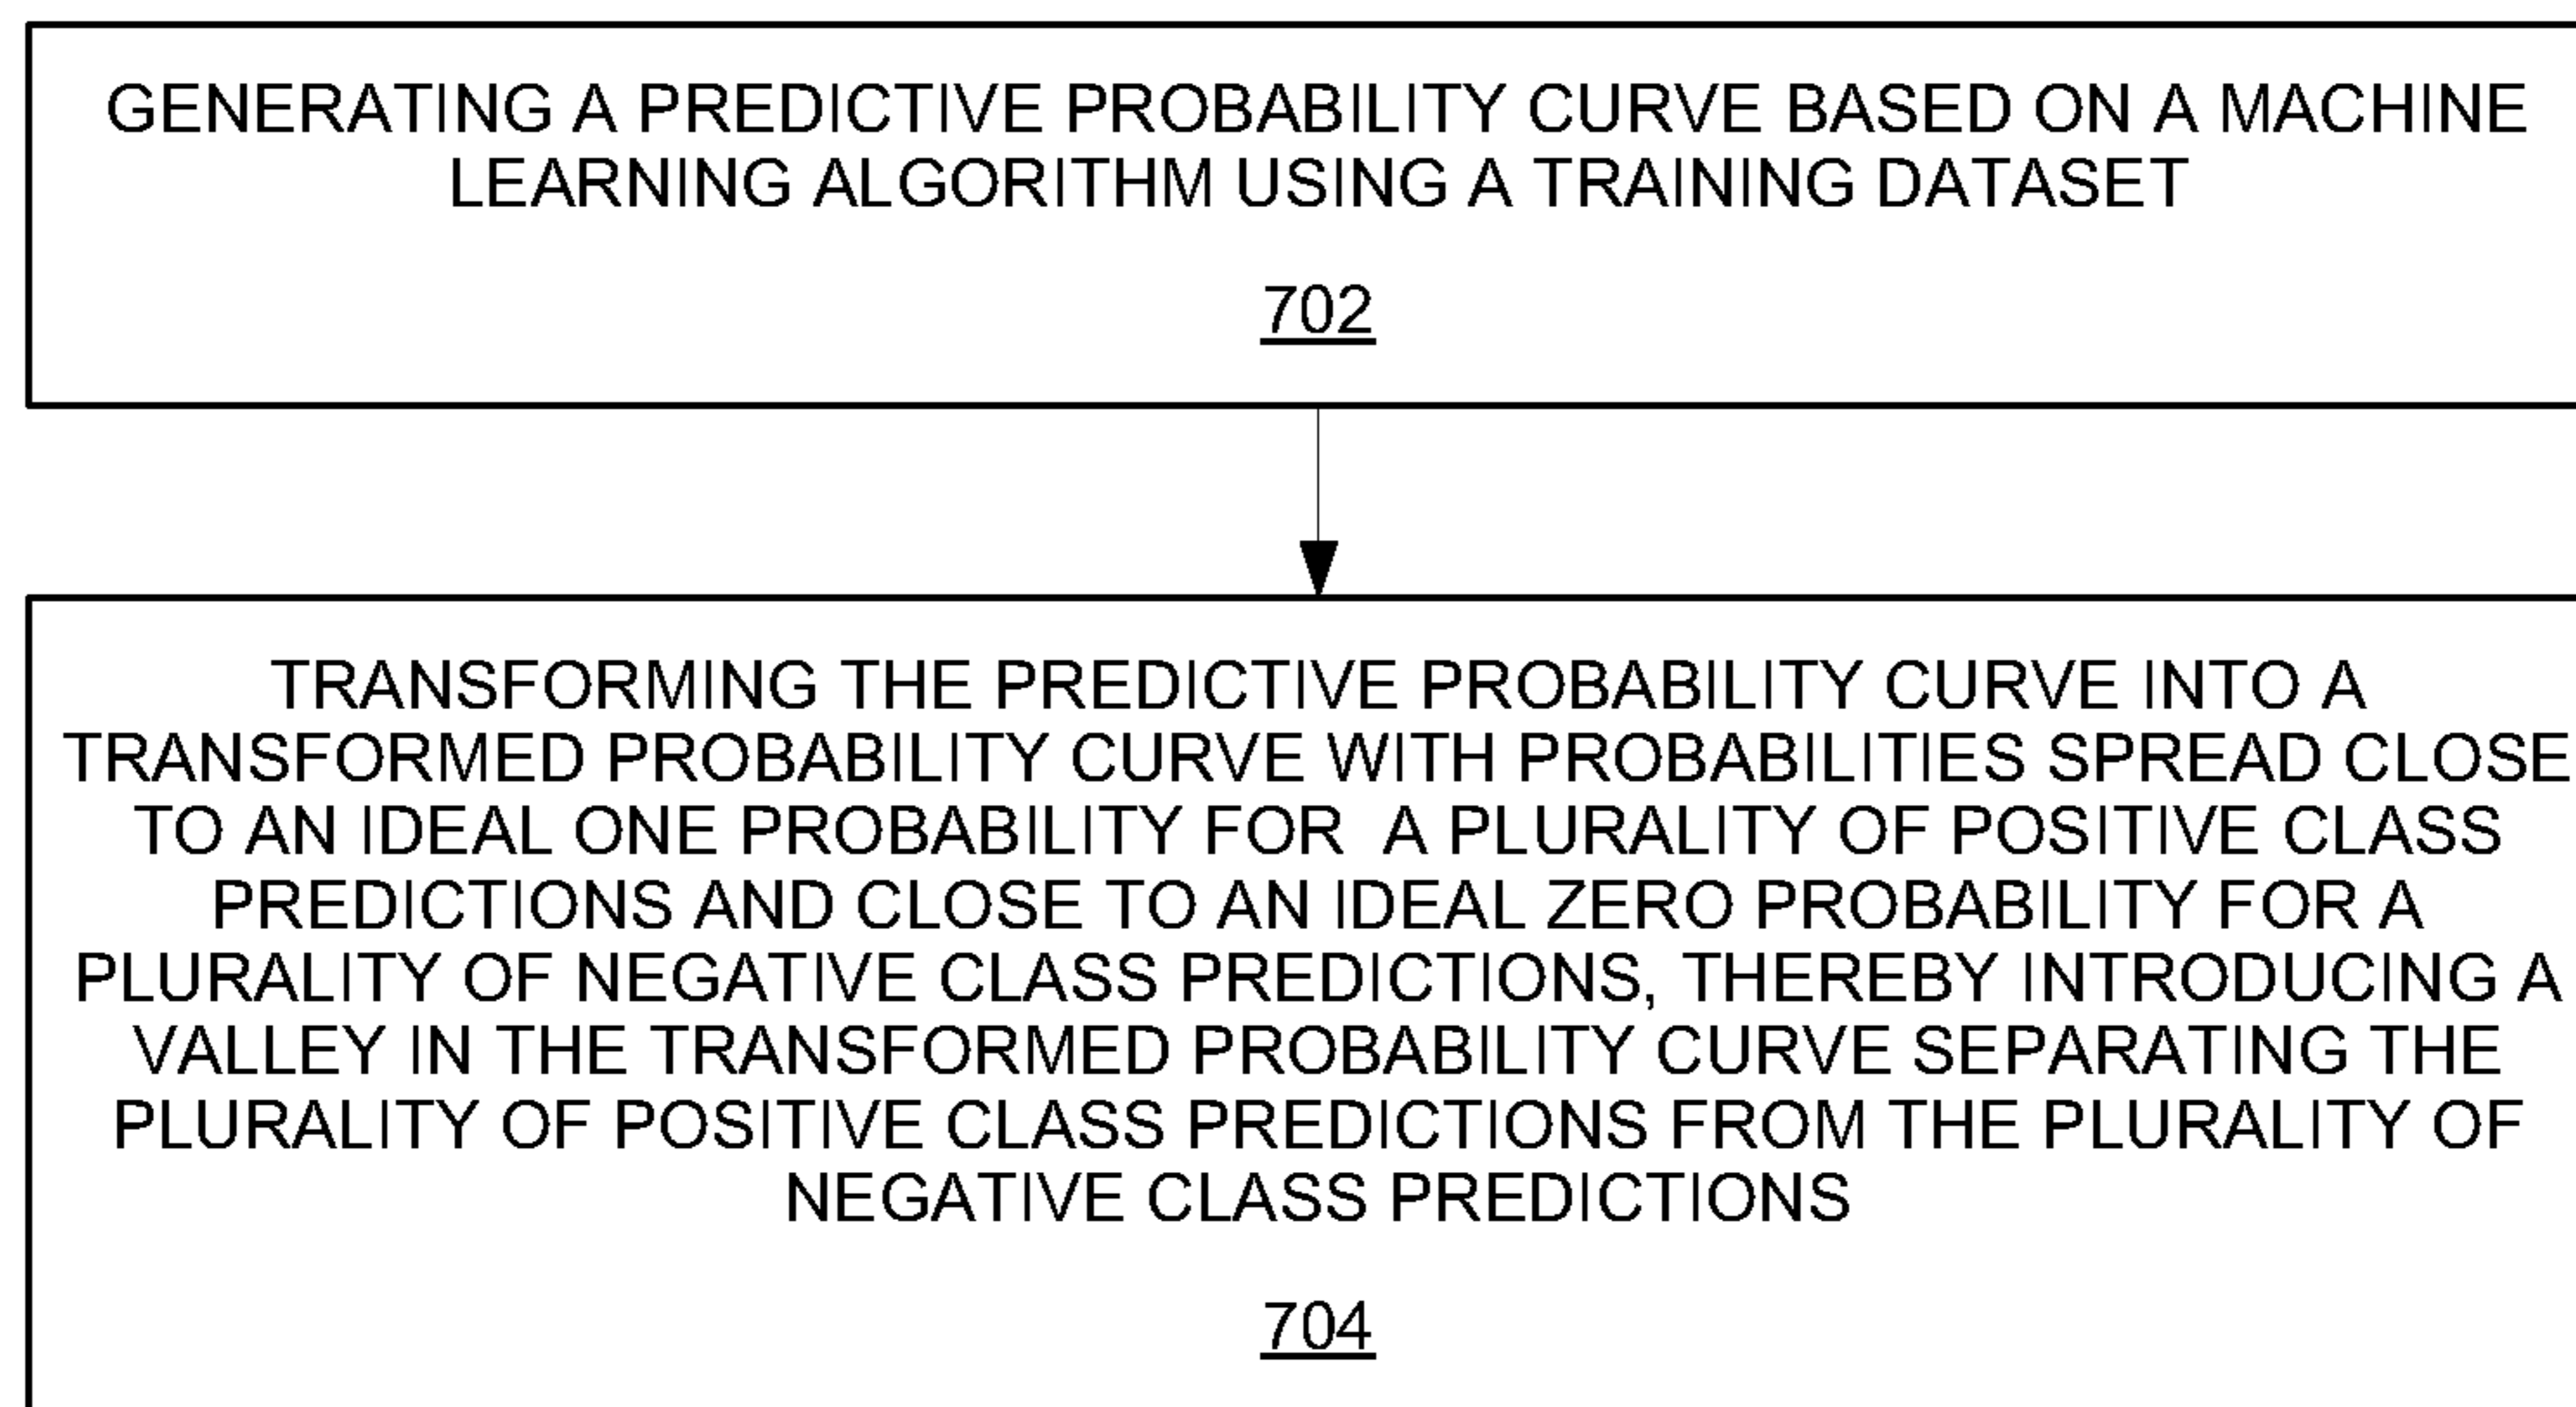 GENERATING A PREDICTIVE PROBABILITY CURVE BASED ON A MACHINE
LEARNING ALGORITHM USING A TRAINING DATASET
702
TRANSFORMING THE PREDICTIVE PROBABILITY CURVE INTO A
TRANSFORMED PROBABILITY CURVE WITH PROBABILITIES SPREAD CLOSE
TO AN IDEAL ONE PROBABILITY FOR A PLURALITY OF POSITIVE CLASS
PREDICTIONS AND CLOSE TO AN IDEAL ZERO PROBABILITY FOR A
PLURALITY OF NEGATIVE CLASS PREDICTIONS, THEREBY INTRODUCING A
VALLEY IN THE TRANSFORMED PROBABILITY CURVE SEPARATING THE
PLURALITY OF POSITIVE CLASS PREDICTIONS FROM THE PLURALITY OF
NEGATIVE CLASS PREDICTIONS
704